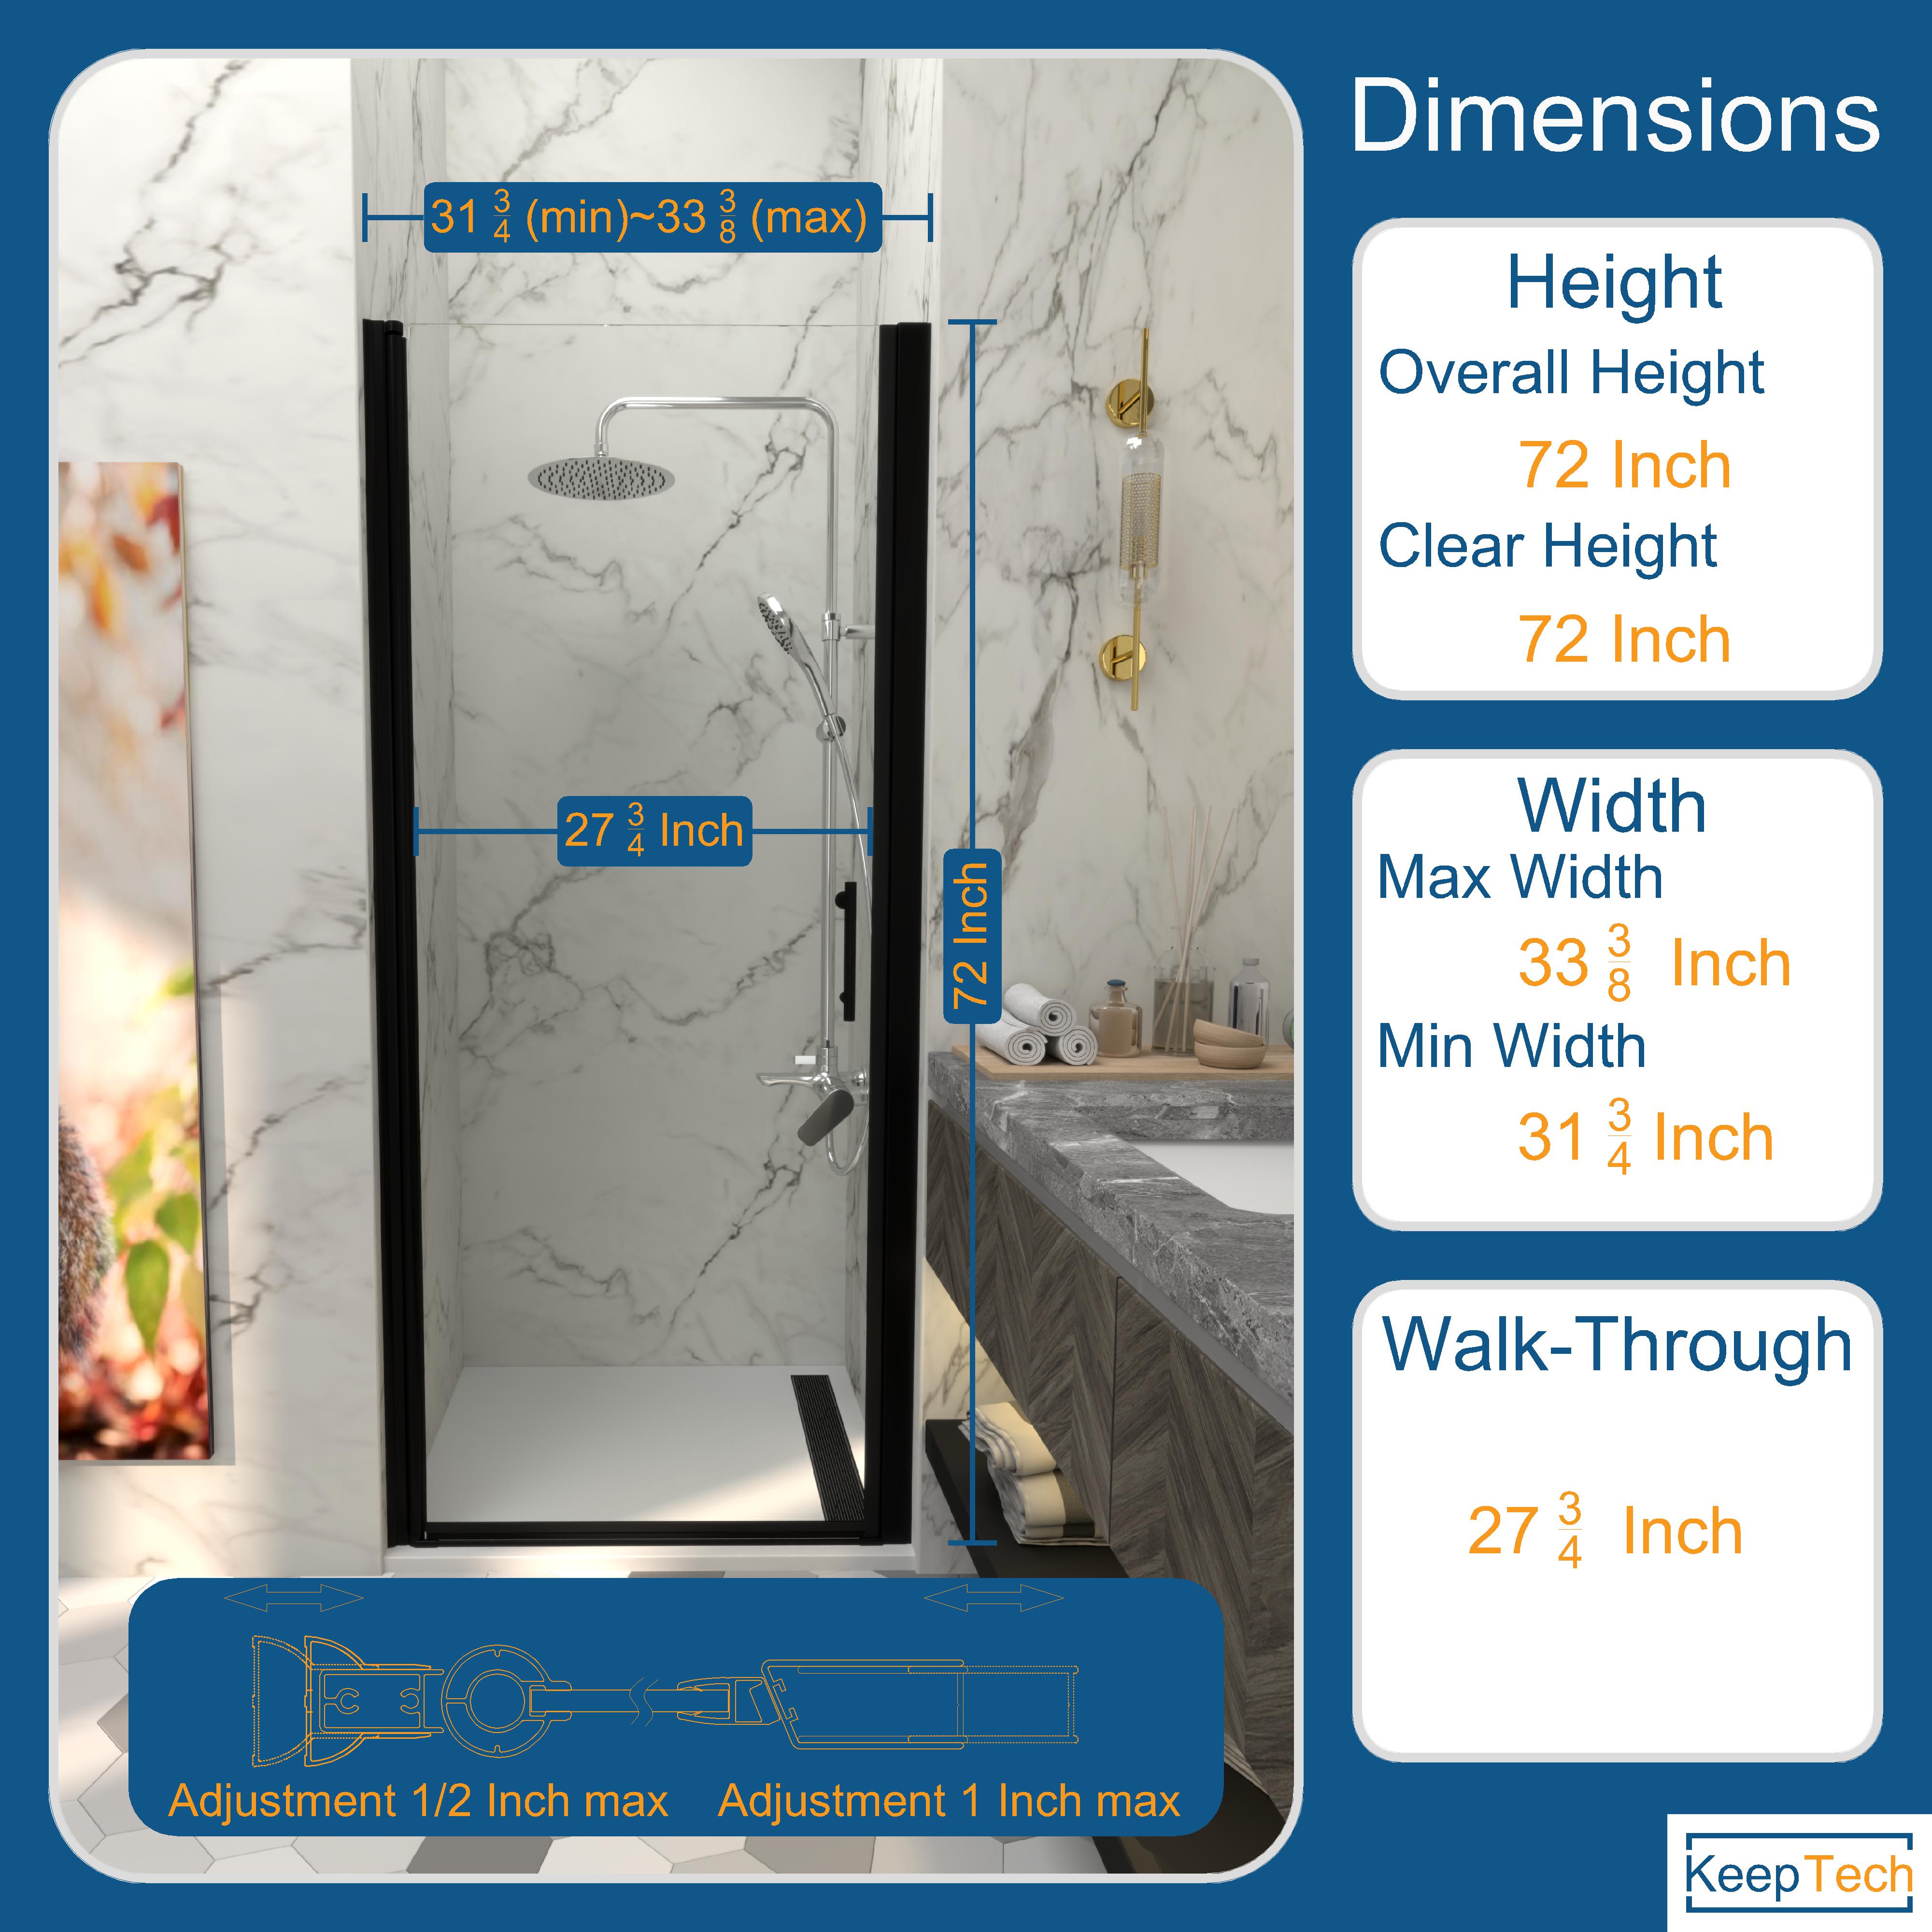 Dimensions
31 3/4 (min)~33 3/8 (max)
27 3/4 Inch
72 Inch
Adjustment 1/2 Inch max
Adjustment 1 Inch max
Height
Overall Height
72 Inch
Clear Height
72 Inch
Width
Max Width
33 3/8 Inch
Min Width
31 3/4 Inch
Walk-Through
27 3/4 Inch
KeepTech